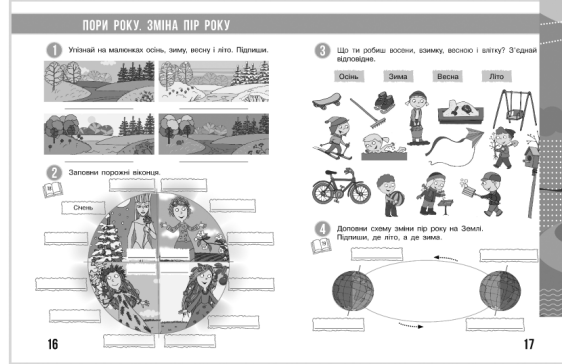 ПОРИ РОКУ. ЗМІНА ПІР РОКУ
1 Упізнай на малюнках осінь, зиму, весну і літо. Підпиши.
2 Заповни порожні віконця.
Січень
16
3 Що ти робиш восени, взимку, весною і влітку? З'єднай
відповідне.
Осінь Зима Весна Літо
4 Доповни схему зміни пір року на Землі.
Підпиши, де літо, а де зима.
17